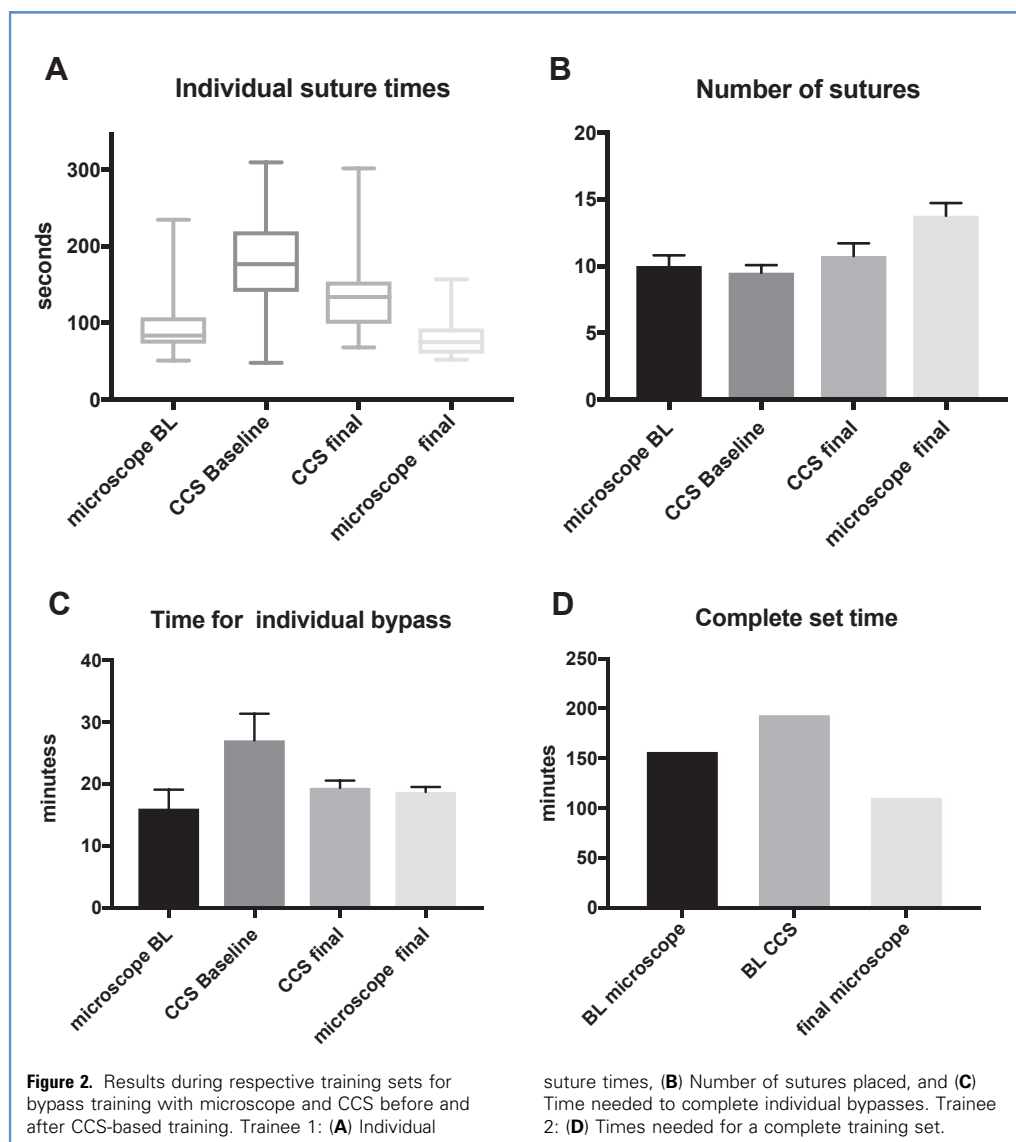 A
Individual suture times
seconds
300
200
100
0
microscope BL
CCS Baseline
CCS final
microscope final
B
Number of sutures
20
15
10
5
0
microscope BL
CCS Baseline
CCS final
microscope final
C
Time for individual bypass
minutess
40
30
20
10
0
microscope BL
CCS Baseline
CCS final
microscope final
D
Complete set time
minutes
250
200
150
100
50
0
BL microscope
BL CCS
final microscope
Figure 2. Results during respective training sets for
bypass training with microscope and CCS before and
after CCS-based training. Trainee 1: (A) Individual
suture times, (B) Number of sutures placed, and (C)
Time needed to complete individual bypasses. Trainee
2: (D) Times needed for a complete training set.